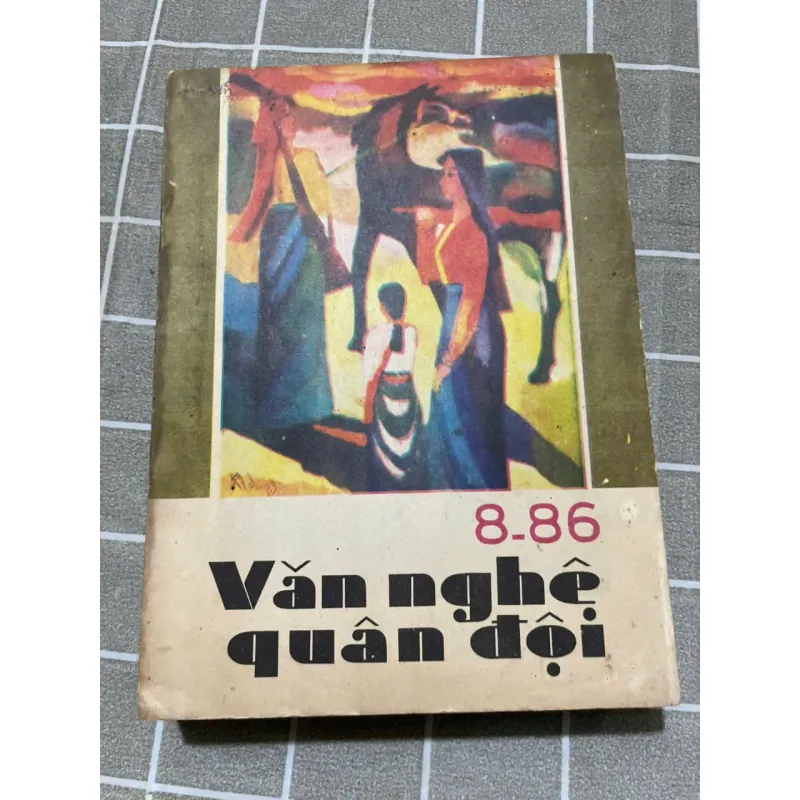 8-86
Văn nghệ
quân đội